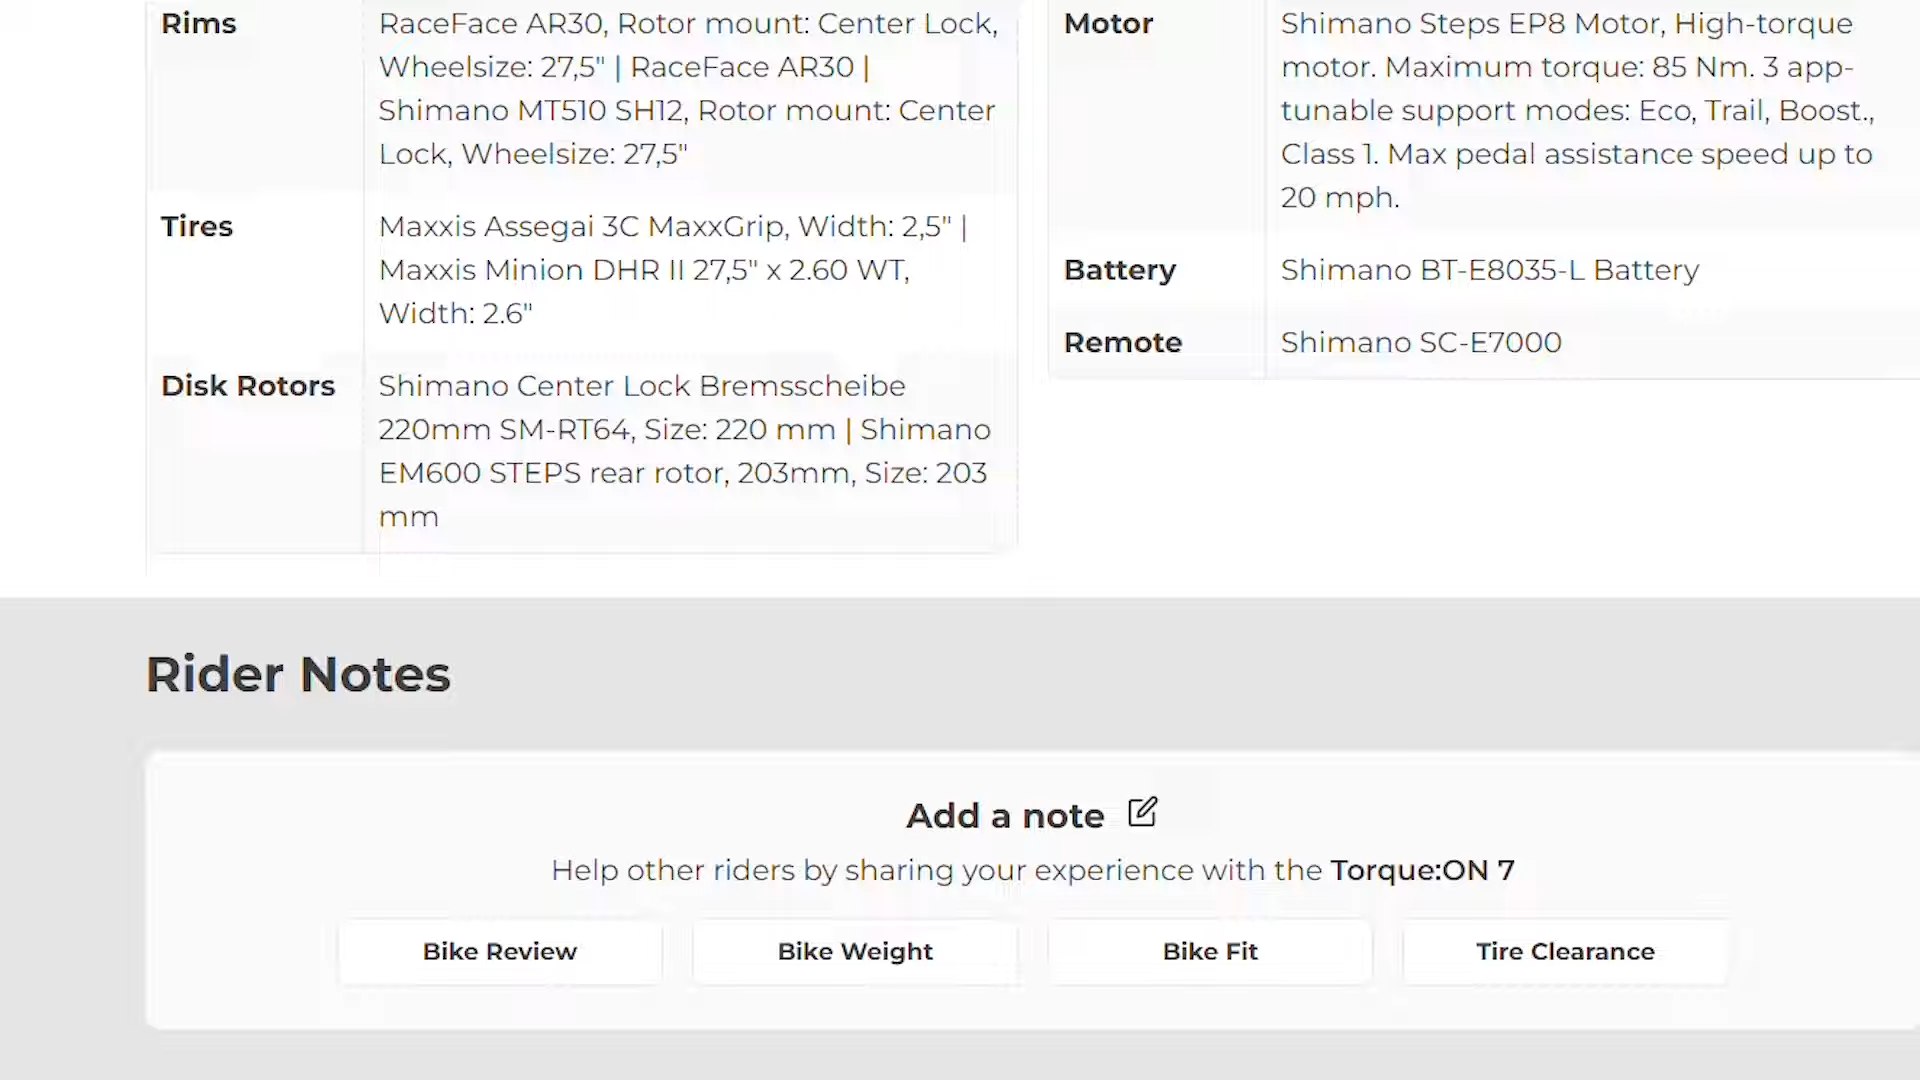 Rims
RaceFace AR30, Rotor mount: Center Lock,
Wheelsize: 27,5" | RaceFace AR30 |
Shimano MT510 SH12, Rotor mount: Center
Lock, Wheelsize: 27,5"
Tires
Maxxis Assegai 3C MaxxGrip, Width: 2,5" |
Maxxis Minion DHR II 27,5" x 2.60 WT,
Width: 2.6"
Disk Rotors
Shimano Center Lock Bremsscheibe
220mm SM-RT64, Size: 220 mm | Shimano
EM600 STEPS rear rotor, 203mm, Size: 203
mm
Motor
Shimano Steps EP8 Motor, High-torque
motor. Maximum torque: 85 Nm. 3 app-
tunable support modes: Eco, Trail, Boost.,
Class 1. Max pedal assistance speed up to
20 mph.
Battery
Shimano BT-E8035-L Battery
Remote
Shimano SC-E7000
Rider Notes
Add a note
Help other riders by sharing your experience with the Torque:ON 7
Bike Review
Bike Weight
Bike Fit
Tire Clearance